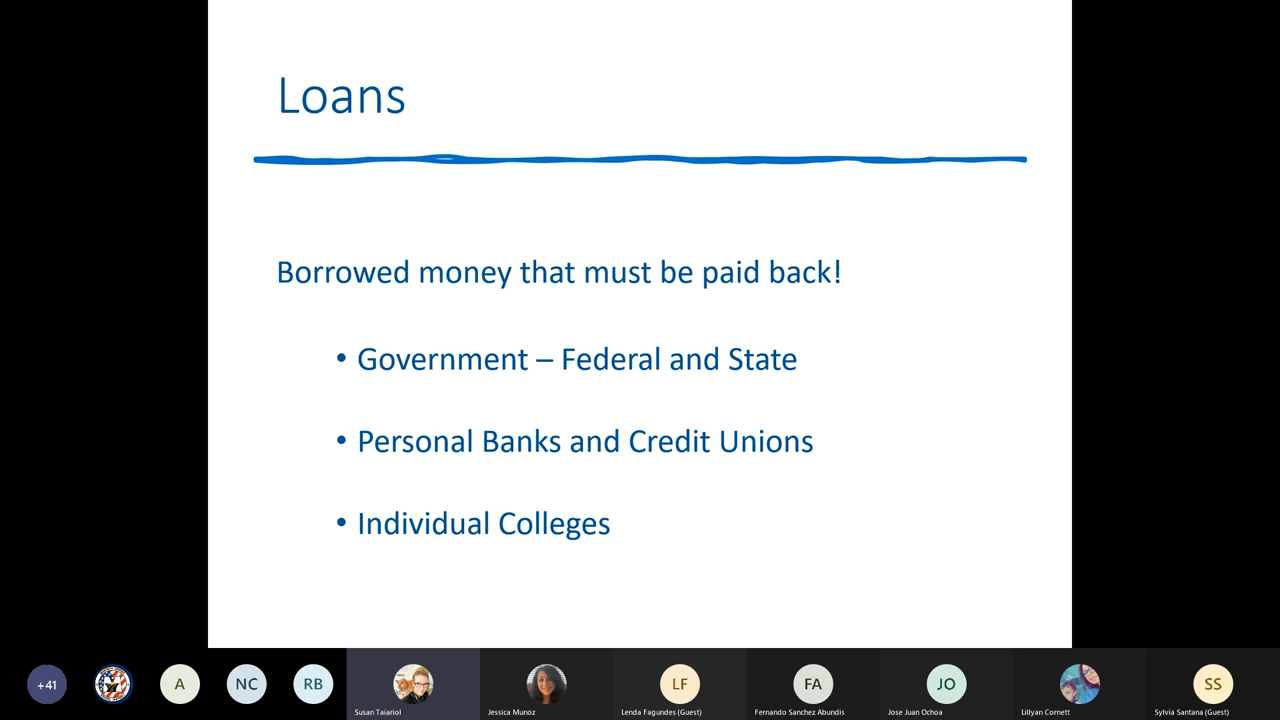 Loans
Borrowed money that must be paid back!
• Government – Federal and State
• Personal Banks and Credit Unions
• Individual Colleges
+41
A
NC
RB
LF
FA
JO
SS
Susan Taiariol
Jessica Munoz
Lenda Fagundes (Guest)
Fernando Sanchez Abundis
Jose Juan Ochoa
Lillyan Cornett
Sylvia Santana (Guest)